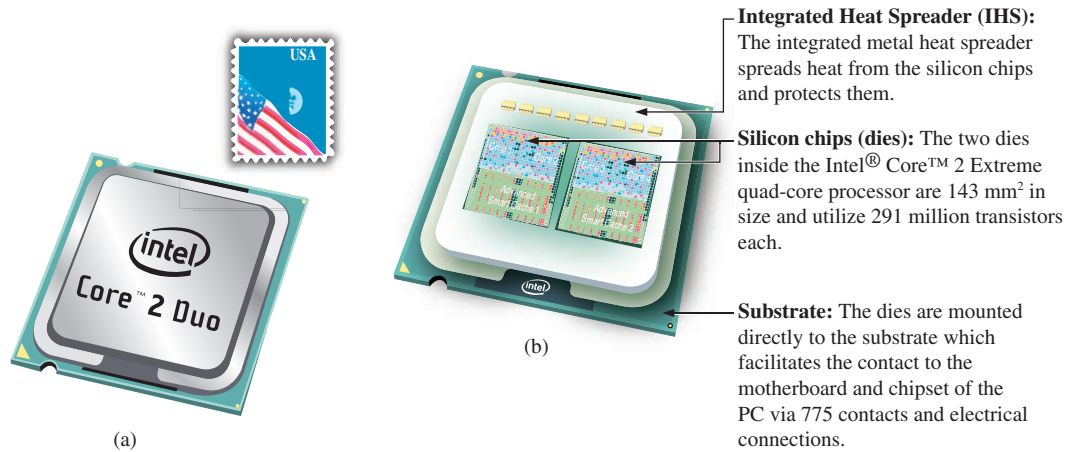 USA
intel
Core™ 2 Duo
(a)
intel
(b)
Integrated Heat Spreader (IHS):
The integrated metal heat spreader
spreads heat from the silicon chips
and protects them.
Silicon chips (dies): The two dies
inside the Intel® Core™ 2 Extreme
quad-core processor are 143 mm² in
size and utilize 291 million transistors
each.
Substrate: The dies are mounted
directly to the substrate which
facilitates the contact to the
motherboard and chipset of the
PC via 775 contacts and electrical
connections.